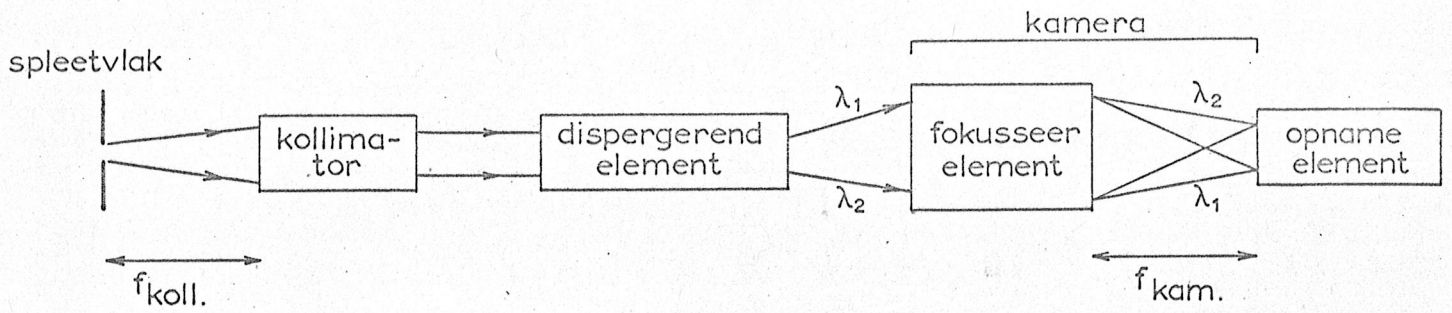 kamera
spleetvlak
kollima-
tor
dispergerend
element
λ₁
λ₂
fokusseer
element
λ₂
λ₁
opname
element
fkoll.
fkam.